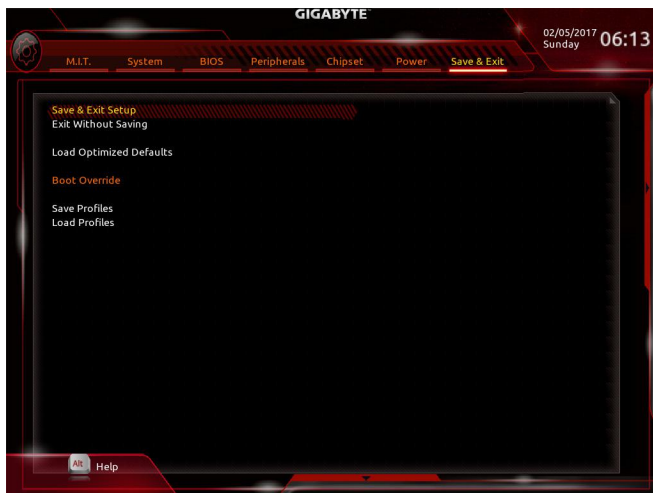 GIGABYTE™
02/05/2017 Sunday 06:13
M.I.T. System BIOS Peripherals Chipset Power Save & Exit
Save & Exit Setup
Exit Without Saving
Load Optimized Defaults
Boot Override
Save Profiles
Load Profiles
Alt Help